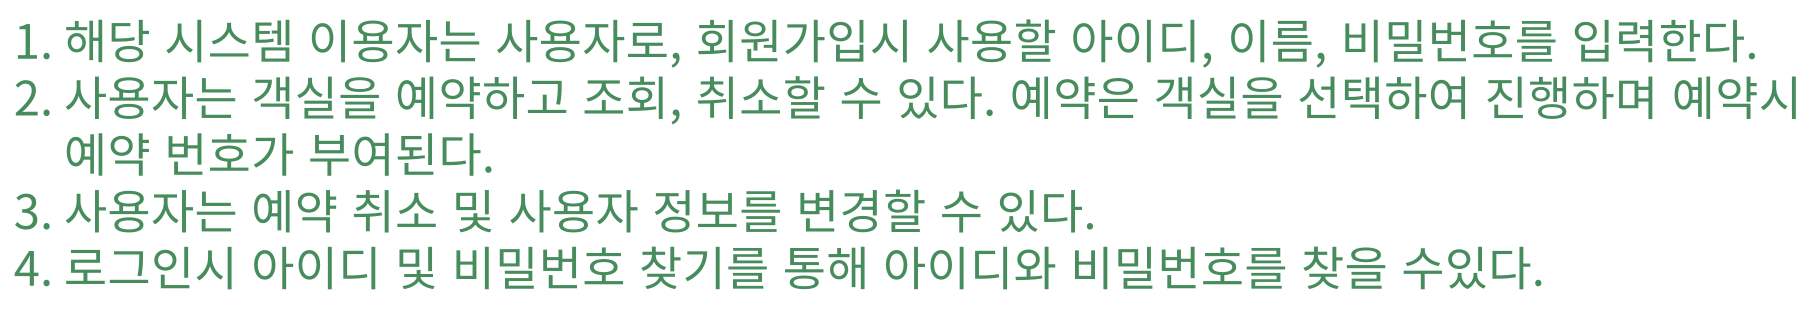 1. 해당 시스템 이용자는 사용자로, 회원가입시 사용할 아이디, 이름, 비밀번호를 입력한다.
2. 사용자는 객실을 예약하고 조회, 취소할 수 있다. 예약은 객실을 선택하여 진행하며 예약시
예약 번호가 부여된다.
3. 사용자는 예약 취소 및 사용자 정보를 변경할 수 있다.
4. 로그인시 아이디 및 비밀번호 찾기를 통해 아이디와 비밀번호를 찾을 수있다.